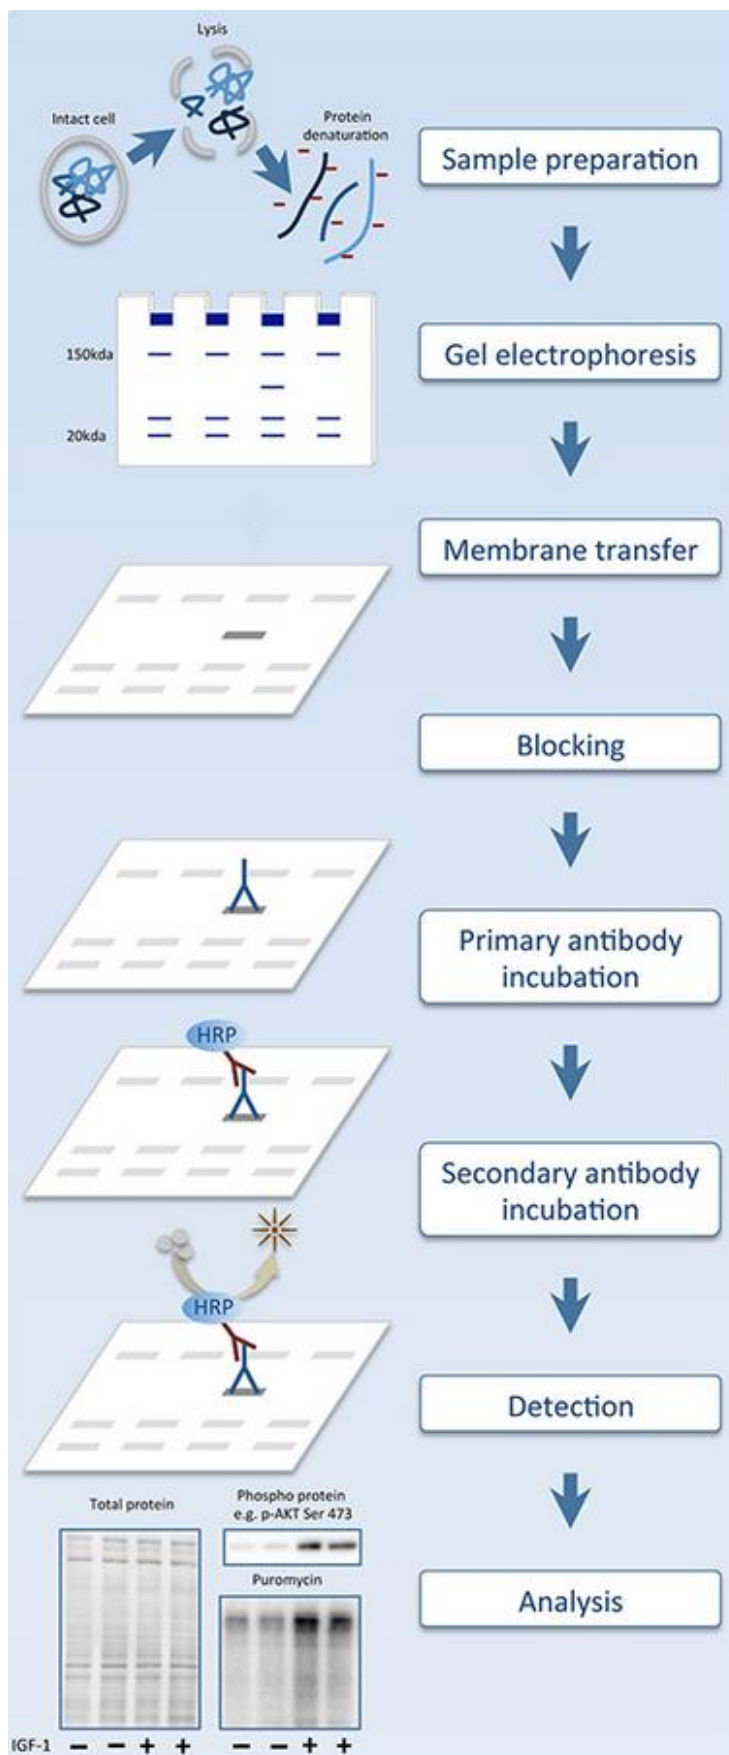 Lysis
Intact cell
Protein
denaturation
Sample preparation
150kda
20kda
Gel electrophoresis
Membrane transfer
Blocking
Primary antibody
incubation
HRP
Secondary antibody
incubation
HRP
Detection
Total protein
Phospho protein
e.g. p-AKT Ser 473
Puromycin
Analysis
IGF-1 − − + + − − + +